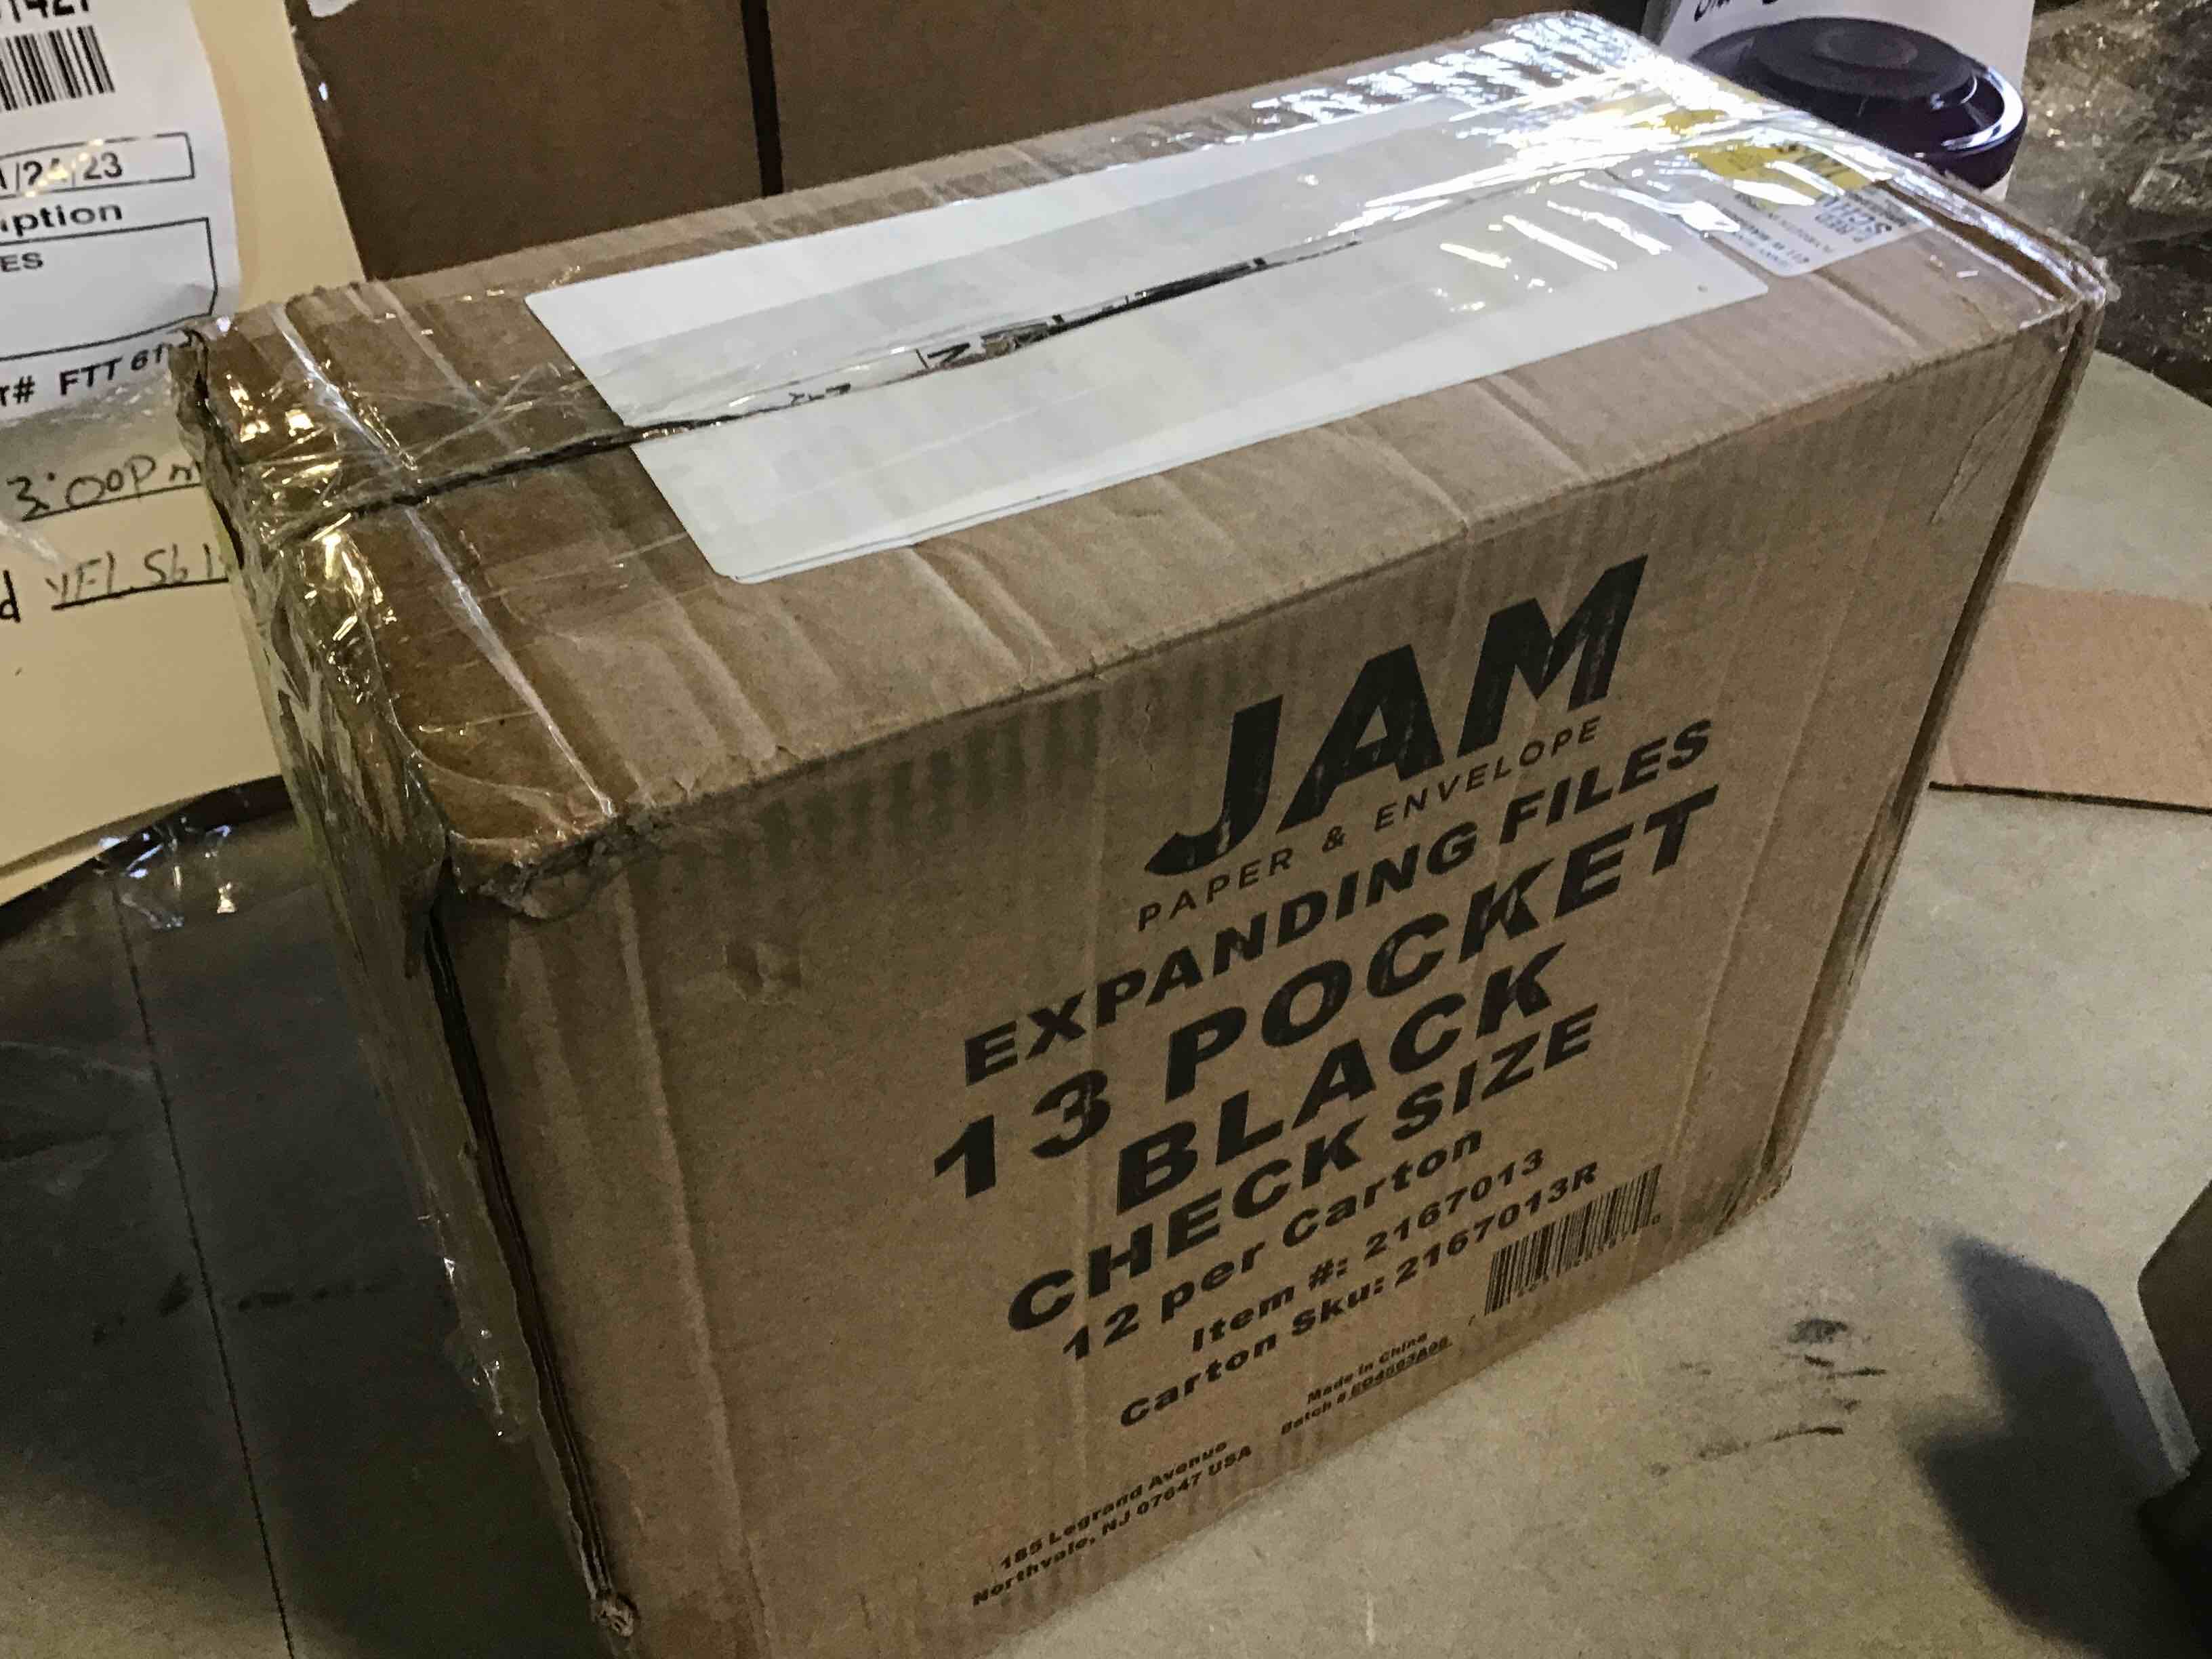 /24/23
ES
FTT
3:00P
JAM
PAPER & ENVELOPE
EXPANDING FILES
13 POCKET
BLACK
CHECK SIZE
12 per Carton
Item #: 2167013
Carton Sku: 2167013R
Made in China
Batch #
185 Legrand Avenue
Northvale, NJ 07647 USA